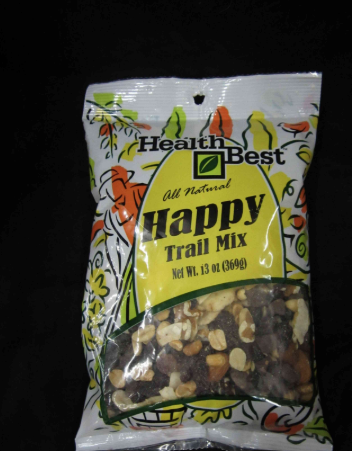 Health
Best
All Natural
Happy
Trail Mix
Net Wt. 13 oz (369g)